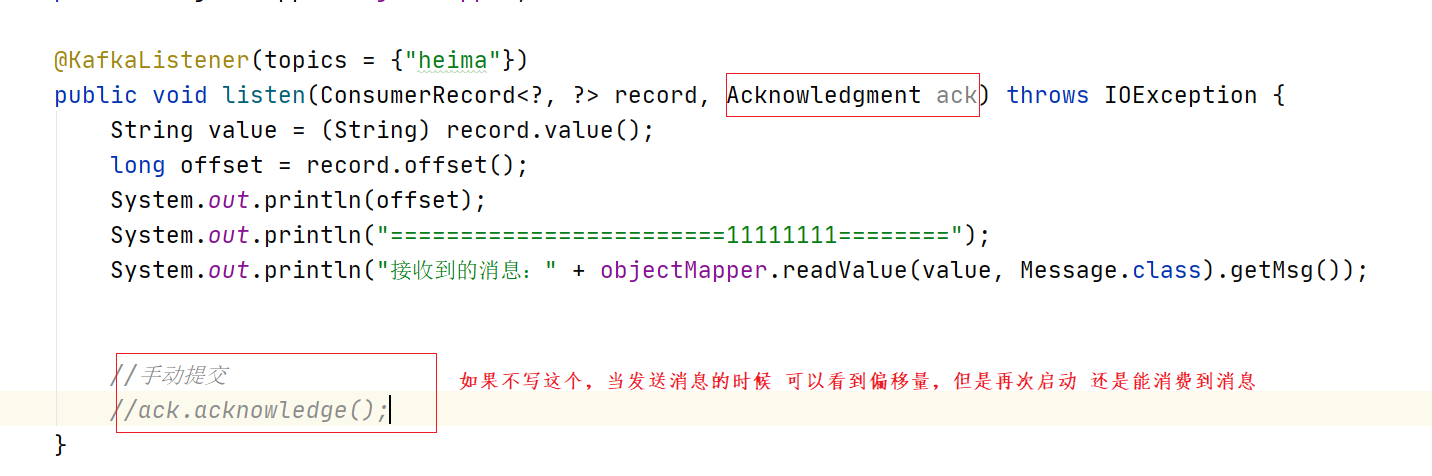 @KafkaListener(topics = {"heima"})
public void listen(ConsumerRecord<?, ?> record, Acknowledgment ack) throws IOException {
String value = (String) record.value();
long offset = record.offset();
System.out.println(offset);
System.out.println("========================11111111========");
System.out.println("接收到的消息：" + objectMapper.readValue(value, Message.class).getMsg());
//手动提交 如果不写这个，当发送消息的时候 可以看到偏移量，但是再次启动 还是能消费到消息
//ack.acknowledge();
}